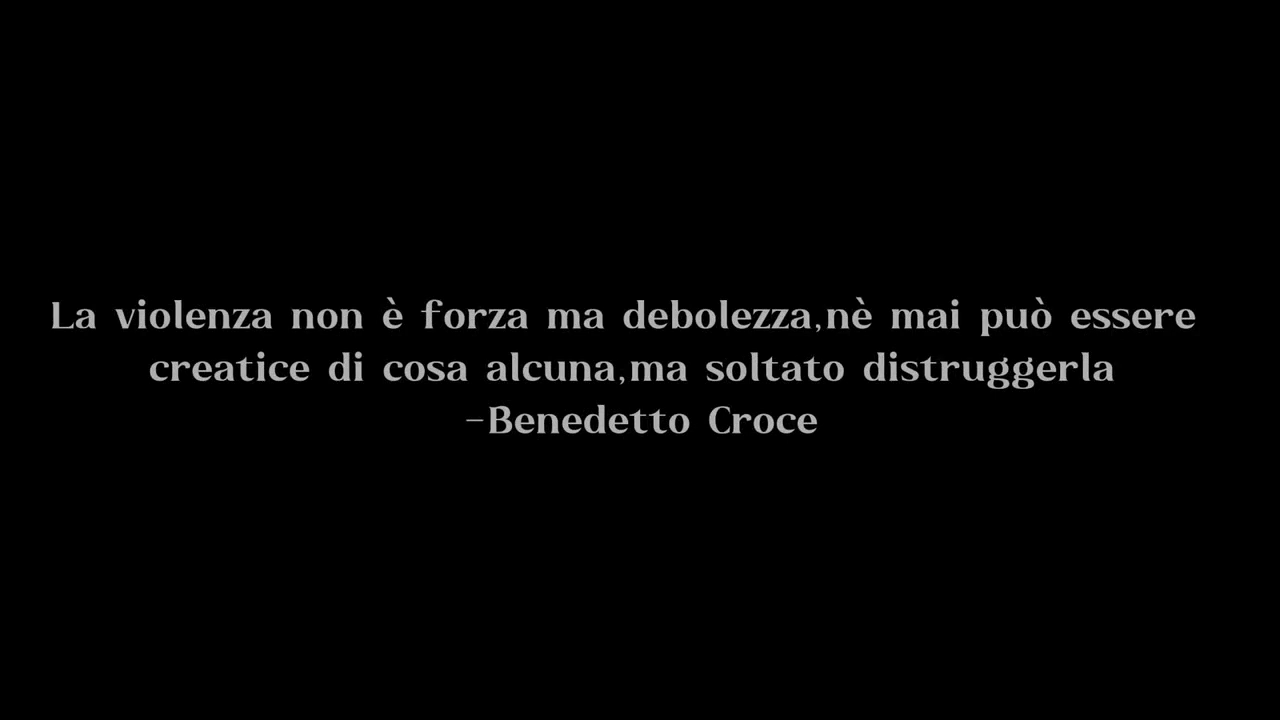 La violenza non è forza ma debolezza,nè mai può essere
creatice di cosa alcuna,ma soltato distruggerla
-Benedetto Croce